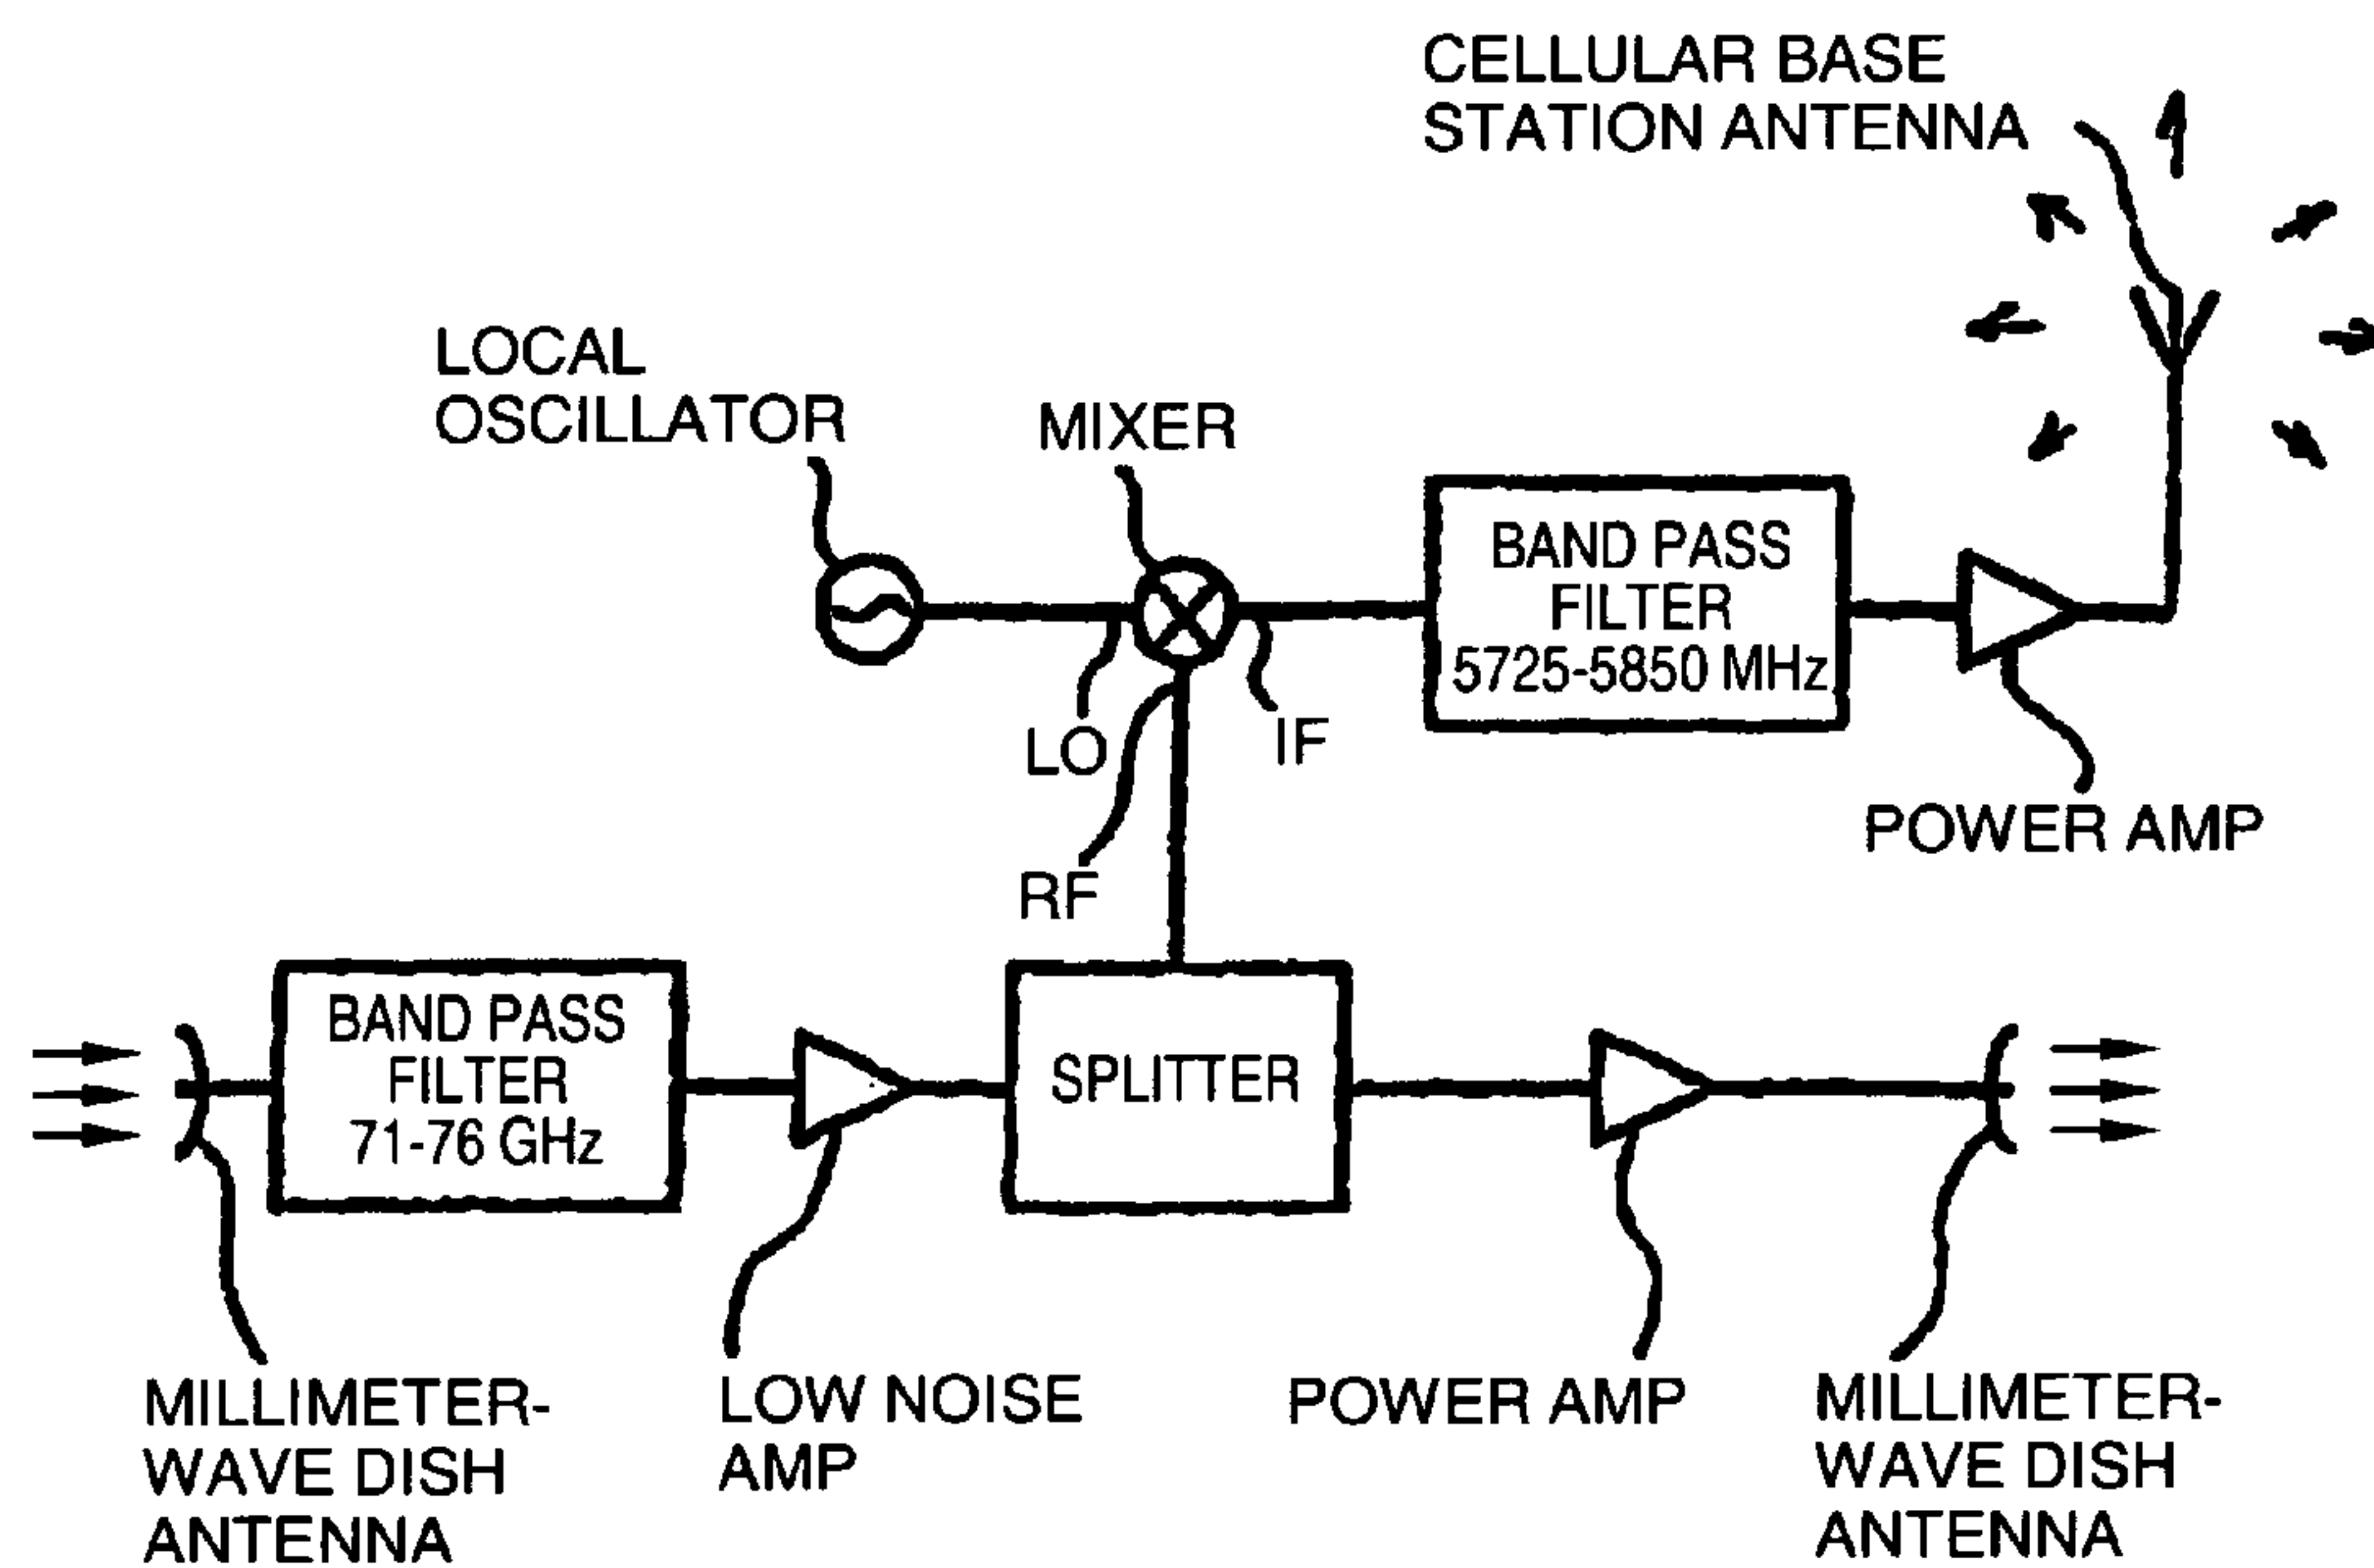 CELLULAR BASE
STATION ANTENNA
LOCAL
OSCILLATOR
MIXER
BAND PASS
FILTER
5725-5850 MHz
LO
IF
RF
POWER AMP
BAND PASS
FILTER
71-76 GHz
SPLITTER
MILLIMETER-
WAVE DISH
ANTENNA
LOW NOISE
AMP
POWER AMP
MILLIMETER-
WAVE DISH
ANTENNA